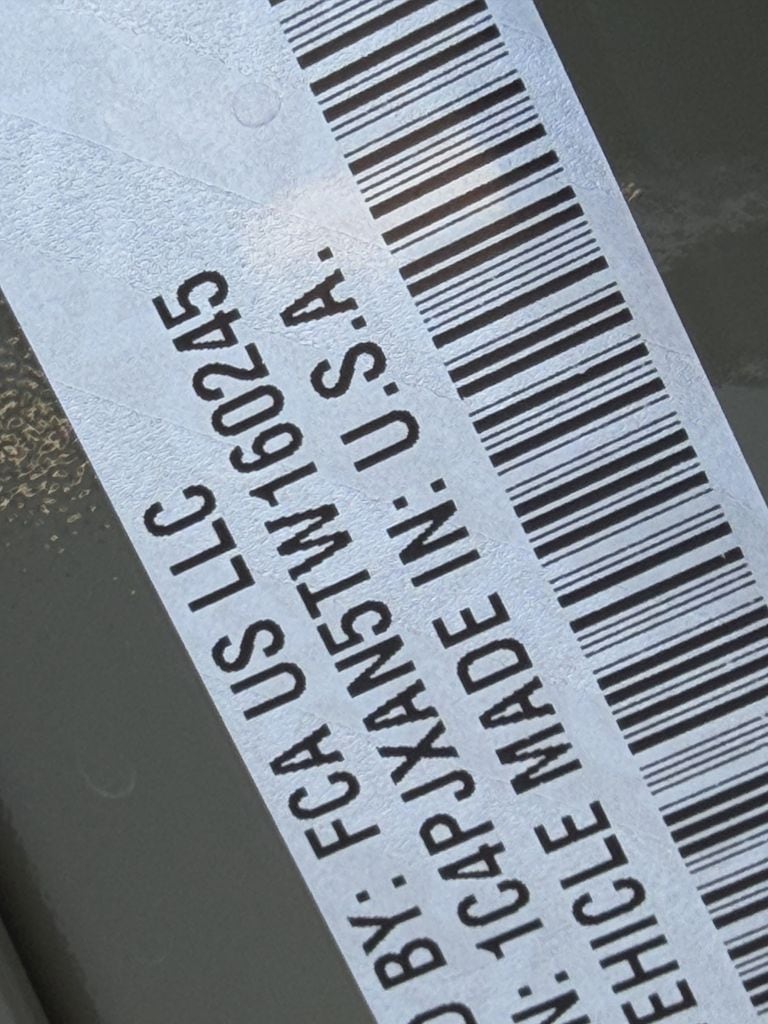 D BY: FCA US LLC
N: 1C4PJXAN5TW160245
EHICLE MADE IN: U.S.A.